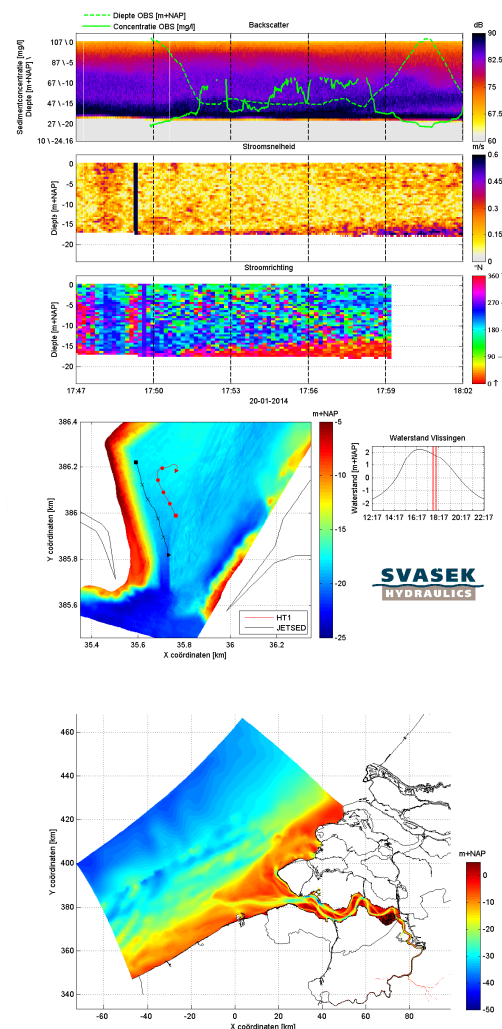 Diepte OBS [m+NAP]
Concentratie OBS [mg/l]
Backscatter
dB
Sedimentconcentratie [mg/l]
Diepte [m+NAP] \
107 \ 0
87 \ -5
67 \ -10
47 \ -15
27 \ -20
10 \ -24.16
90
82.5
75
67.5
60
Stroomsnelheid
m/s
Diepte [m+NAP]
0
-5
-10
-15
-20
0.6
0.45
0.3
0.15
0
Stroomrichting
°N
Diepte [m+NAP]
0
-5
-10
-15
-20
360 ↑
270 ←
180 ↓
90 →
0 ↑
17:47 17:50 17:53 17:56 17:59 18:02
20-01-2014
m+NAP
Y coördinaten [km]
386.4
386.2
386
385.8
385.6
HT1
JETSED
35.4 35.6 35.8 36 36.2
X coördinaten [km]
-5
-10
-15
-20
-25
Waterstand Vlissingen
Waterstand [m+NAP]
2
1
0
-1
-2
12:17 14:17 16:17 18:17 20:17 22:17
SVASEK
HYDRAULICS
Y coördinaten [km]
460
440
420
400
380
360
340
-60 -40 -20 0 20 40 60 80
X coördinaten [km]
m+NAP
0
-10
-20
-30
-40
-50